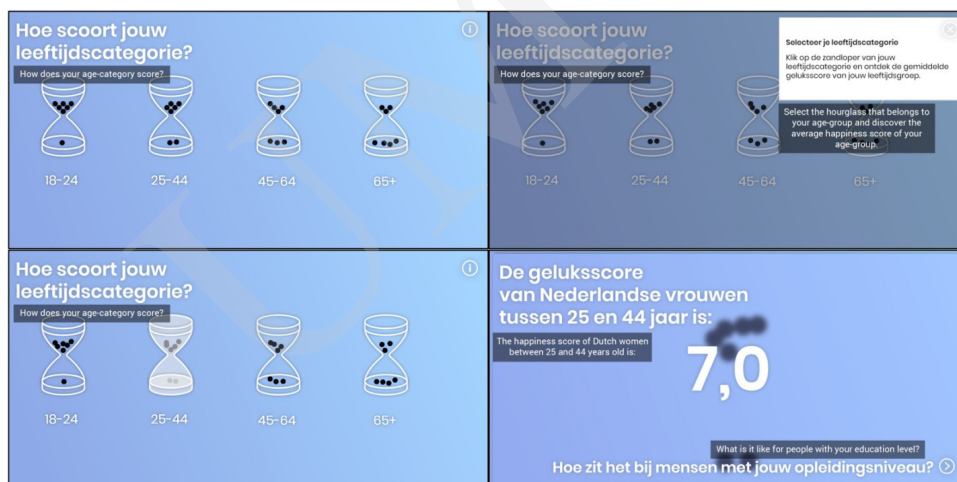 Hoe scoort jouw
leeftijdscategorie?
How does your age-category score?
18-24
25-44
45-64
65+
Hoe scoort jouw
leeftijdscategorie?
How does your age-category score?
18-24
25-44
45-64
65+
Selecteer je leeftijdscategorie
Klik op de zandloper van jouw
leeftijdscategorie en ontdek de gemiddelde
geluksscore van jouw leeftijdsgroep.
Select the hourglass that belongs to
your age-group and discover the
average happiness score of your
age-group.
Hoe scoort jouw
leeftijdscategorie?
How does your age-category score?
18-24
25-44
45-64
65+
De geluksscore
van Nederlandse vrouwen
tussen 25 en 44 jaar is:
The happiness score of Dutch women
between 25 and 44 years old is:
7,0
What is it like for people with your education level?
Hoe zit het bij mensen met jouw opleidingsniveau?